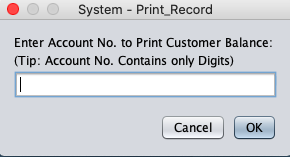 System - Print_Record
Enter Account No. to Print Customer Balance:
(Tip: Account No. Contains only Digits)
Cancel OK